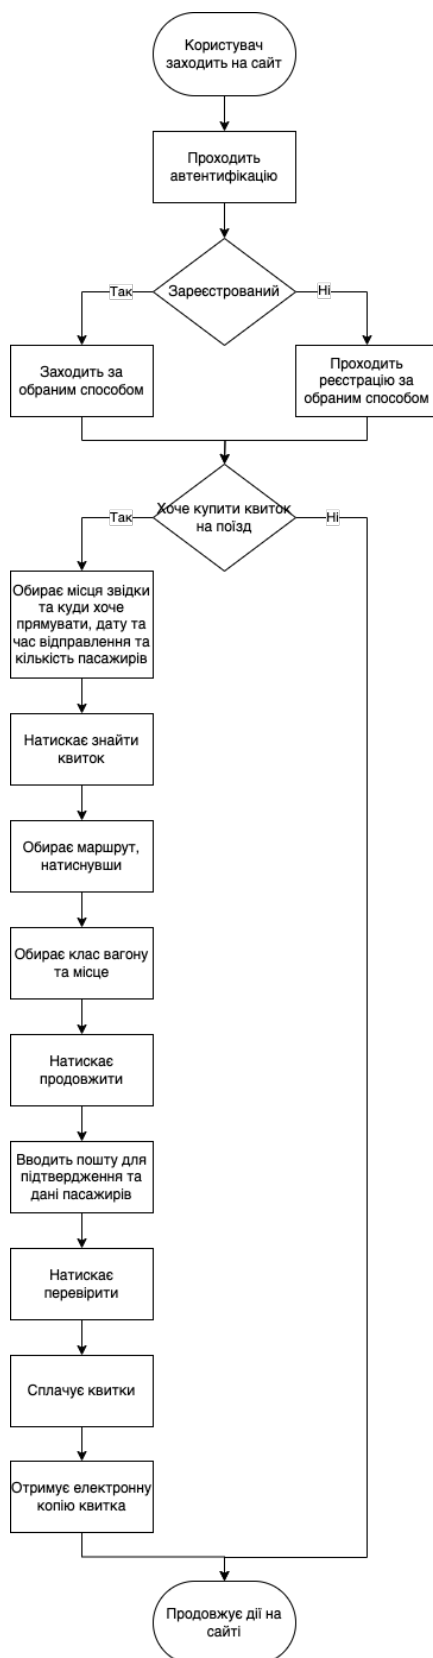 Користувач
заходить на сайт
Проходить
автентифікацію
Зареєстрований
Так
Ні
Заходить за
обраним способом
Проходить
реєстрацію за
обраним способом
Хоче купити квиток
на поїзд
Так
Ні
Обирає місця звідки
та куди хоче
прямувати, дату та
час відправлення та
кількість пасажирів
Натискає знайти
квиток
Обирає маршрут,
натиснувши
Обирає клас вагону
та місце
Натискає
продовжити
Вводить пошту для
підтвердження та
дані пасажирів
Натискає
перевірити
Сплачує квитки
Отримує електронну
копію квитка
Продовжує дії на
сайті